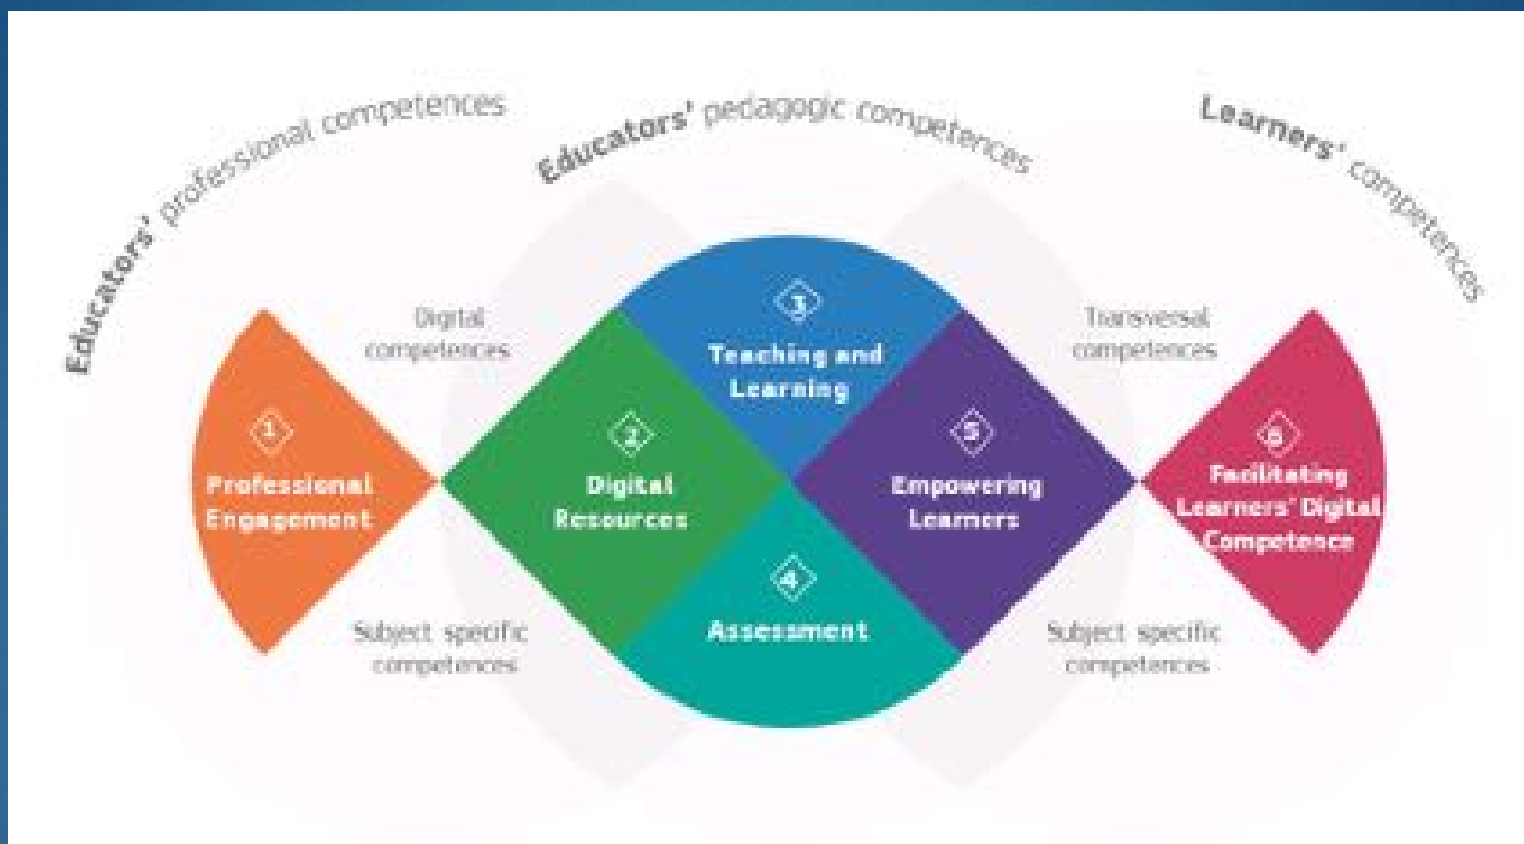 Educators' professional competences
Educators' pedagogic competences
Learners' competences
Digital
competences
Transversal
competences
1
Professional
Engagement
2
Digital
Resources
3
Teaching and
Learning
4
Assessment
5
Empowering
Learners
6
Facilitating
Learners' Digital
Competence
Subject specific
competences
Subject specific
competences